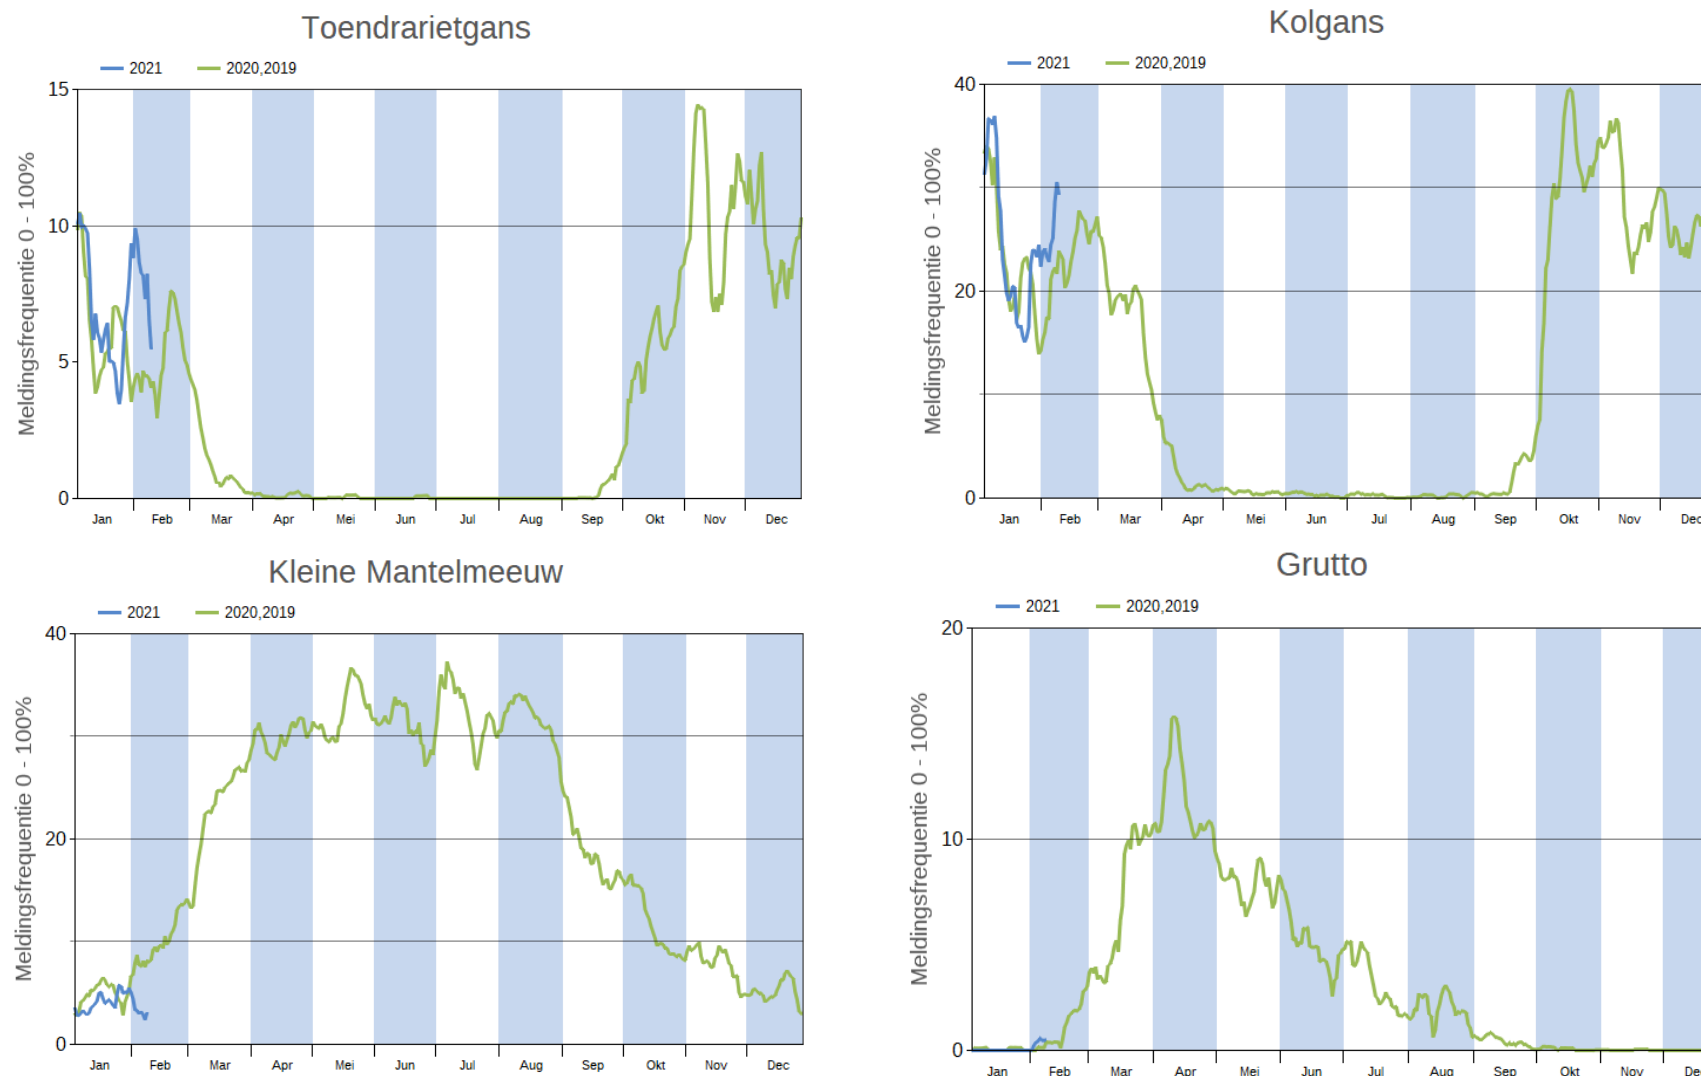 Toendrarietgans
2021 2020,2019
Meldingsfrequentie 0 - 100%
15
10
5
0
Jan Feb Mar Apr Mei Jun Jul Aug Sep Okt Nov Dec
Kolgans
2021 2020,2019
Meldingsfrequentie 0 - 100%
40
20
0
Jan Feb Mar Apr Mei Jun Jul Aug Sep Okt Nov Dec
Kleine Mantelmeeuw
2021 2020,2019
Meldingsfrequentie 0 - 100%
40
20
0
Jan Feb Mar Apr Mei Jun Jul Aug Sep Okt Nov Dec
Grutto
2021 2020,2019
Meldingsfrequentie 0 - 100%
20
10
0
Jan Feb Mar Apr Mei Jun Jul Aug Sep Okt Nov Dec